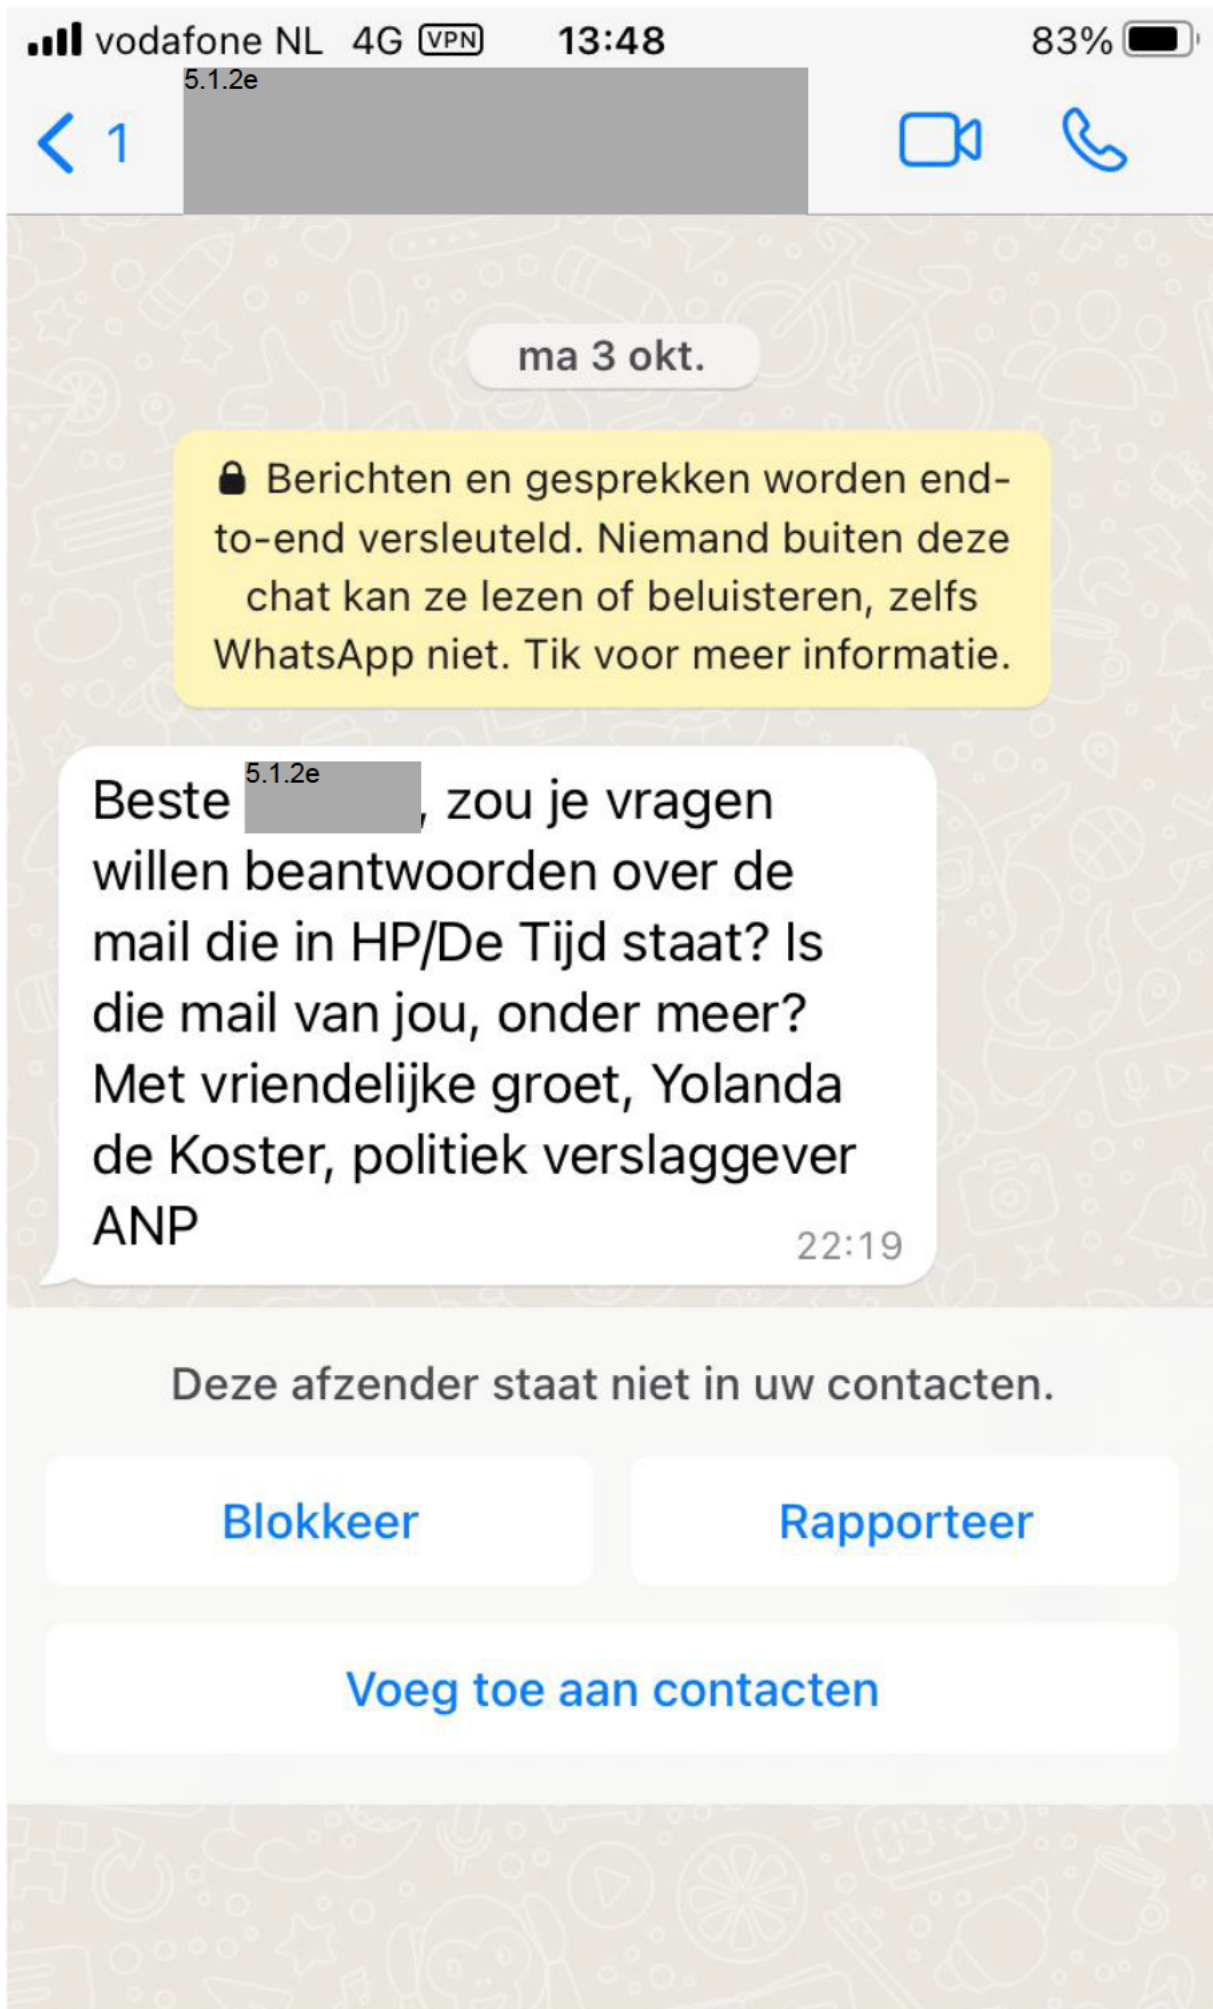 vodafone NL 4G VPN 13:48 83%
5.1.2e
1
ma 3 okt.
Berichten en gesprekken worden end-
to-end versleuteld. Niemand buiten deze
chat kan ze lezen of beluisteren, zelfs
WhatsApp niet. Tik voor meer informatie.
Beste 5.1.2e, zou je vragen
willen beantwoorden over de
mail die in HP/De Tijd staat? Is
die mail van jou, onder meer?
Met vriendelijke groet, Yolanda
de Koster, politiek verslaggever
ANP
22:19
Deze afzender staat niet in uw contacten.
Blokkeer
Rapporteer
Voeg toe aan contacten
09:20